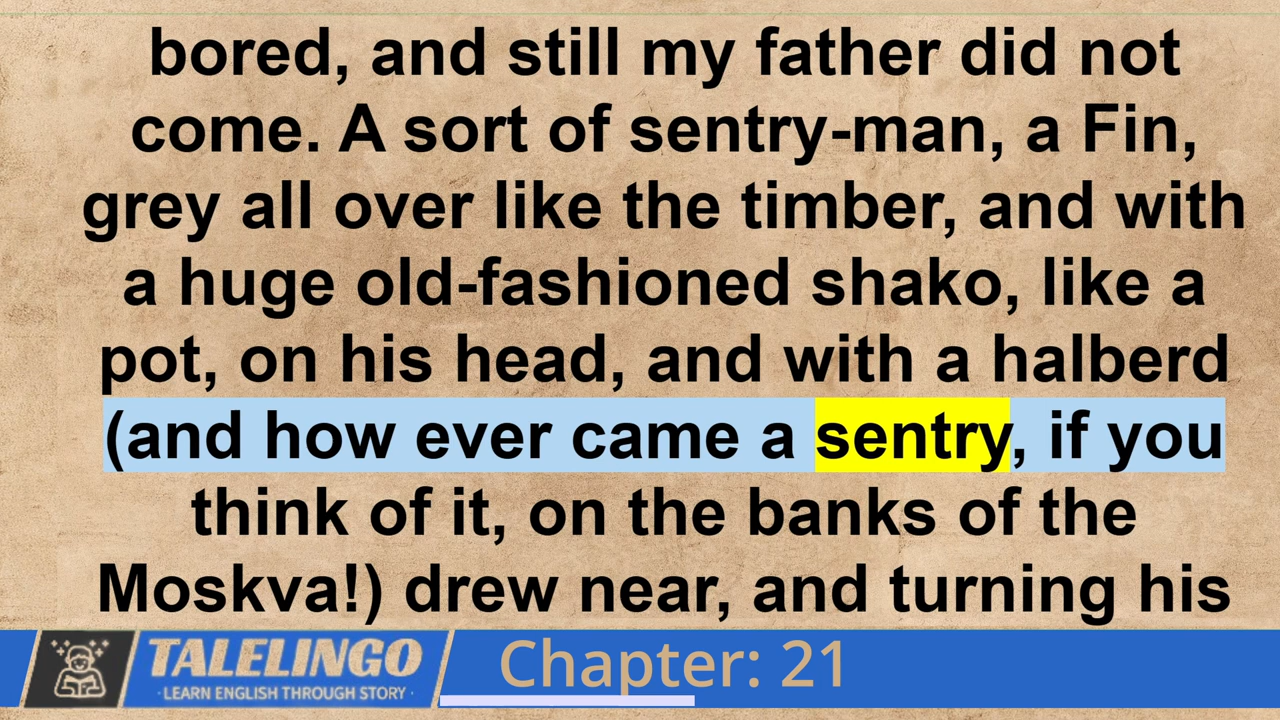 bored, and still my father did not
come. A sort of sentry-man, a Fin,
grey all over like the timber, and with
a huge old-fashioned shako, like a
pot, on his head, and with a halberd
(and how ever came a sentry, if you
think of it, on the banks of the
Moskva!) drew near, and turning his
TALELINGO
·LEARN ENGLISH THROUGH STORY·
Chapter: 21